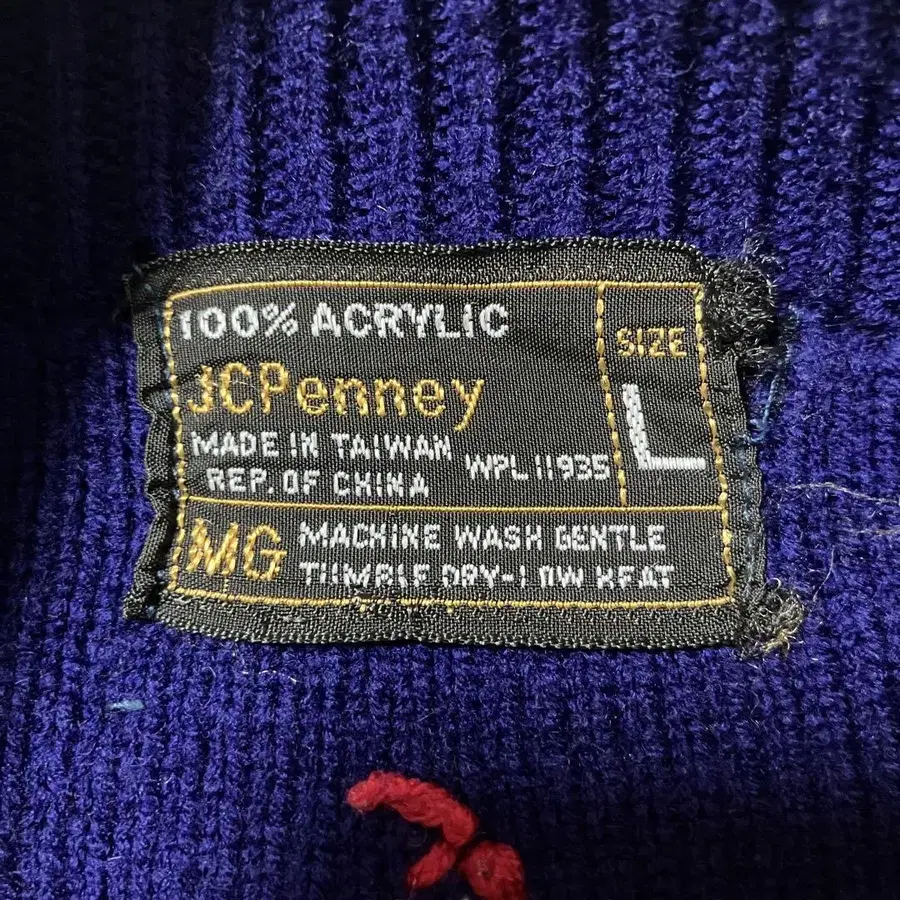 100% ACRYLIC
JCPenney
MADE IN TAIWAN
REP. OF CHINA
WPL 11935
SIZE
L
MG
MACHINE WASH GENTLE
TUMBLE DRY-LOW HEAT